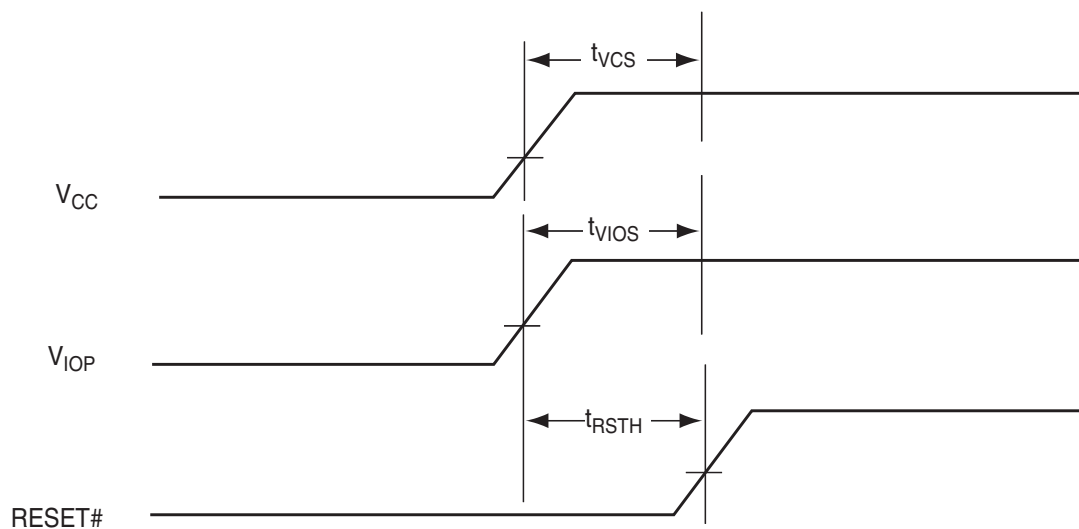 tVCS
VCC
tVIOS
VIOP
tRSTH
RESET#